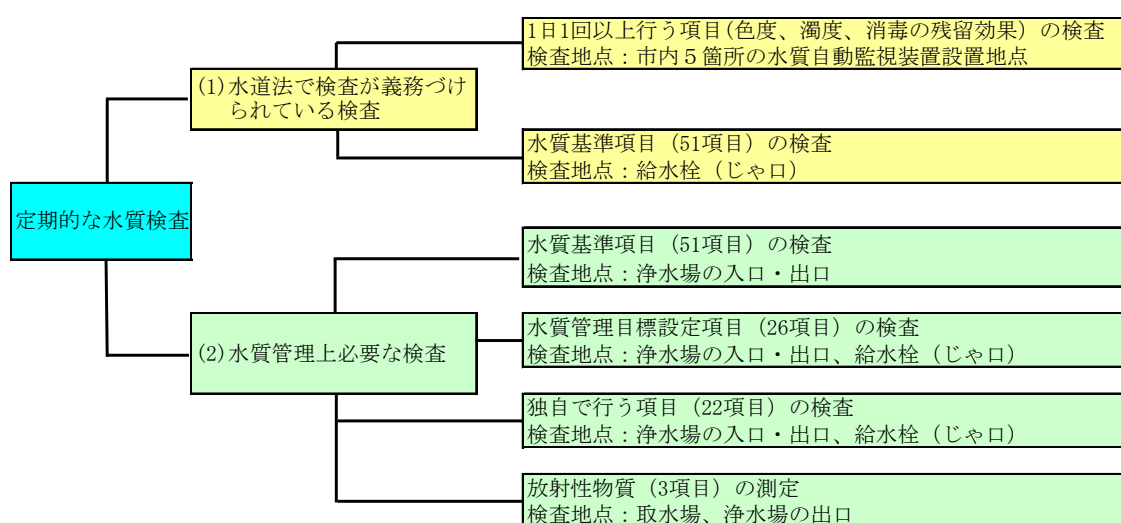 定期的な水質検査
(1)水道法で検査が義務づけ
られている検査
1日1回以上行う項目(色度、濁度、消毒の残留効果)の検査
検査地点：市内５箇所の水質自動監視装置設置地点
水質基準項目（51項目）の検査
検査地点：給水栓（じゃ口）
(2)水質管理上必要な検査
水質基準項目（51項目）の検査
検査地点：浄水場の入口・出口
水質管理目標設定項目（26項目）の検査
検査地点：浄水場の入口・出口、給水栓（じゃ口）
独自で行う項目（22項目）の検査
検査地点：浄水場の入口・出口、給水栓（じゃ口）
放射性物質（3項目）の測定
検査地点：取水場、浄水場の出口